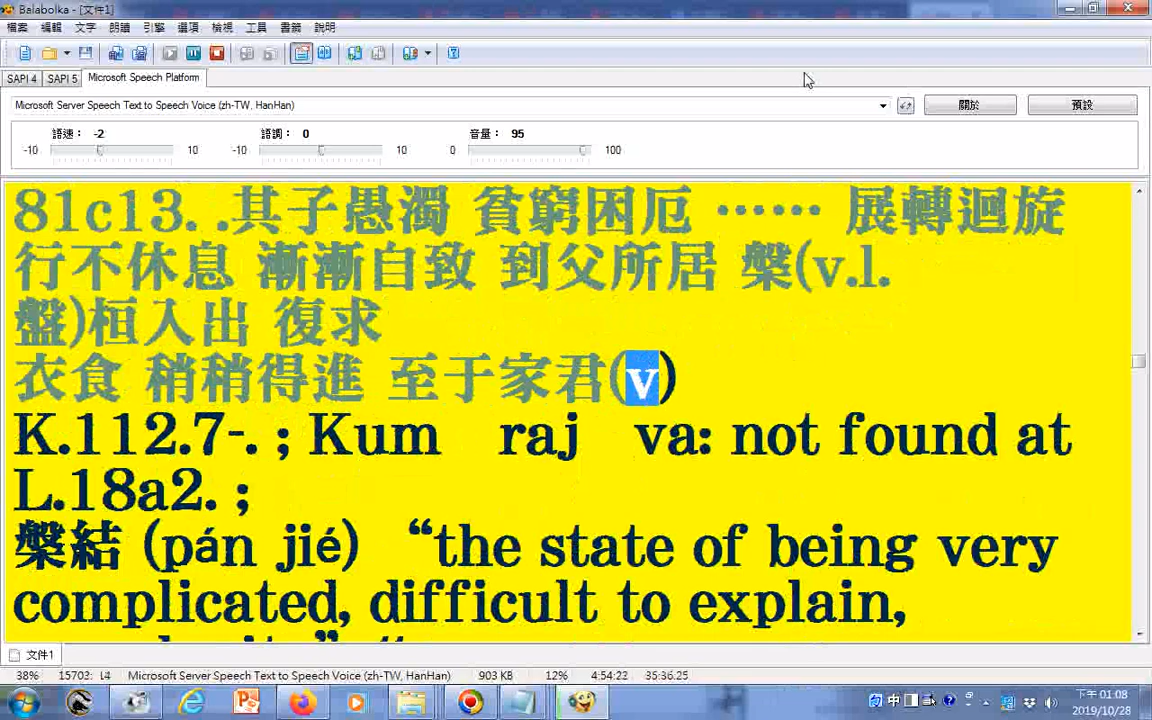 Balabolka - [文件1]
檔案 編輯 文字 朗讀 引擎 選項 檢視 工具 書籤 說明
SAPI 4 SAPI 5 Microsoft Speech Platform
Microsoft Server Speech Text to Speech Voice (zh-TW, HanHan) 關於 預設
語速： -2 語調： 0 音量： 95
-10 10 -10 10 0 100
81c13. .其子愚濁 貧窮困厄 …… 展轉迴旋
行不休息 漸漸自致 到父所居 槃(v.l.
盤)桓入出 復求
衣食 稍稍得進 至于家君(v)
K.112.7-. ; Kum raj va: not found at
L.18a2. ;
槃結 (pán jié) “the state of being very
complicated, difficult to explain,
文件1
38% 15703: 14 Microsoft Server Speech Text to Speech Voice (zh-TW, HanHan) 903 KB 12% 4:54:22 35:36.25
中 下午 01:08
2019/10/28